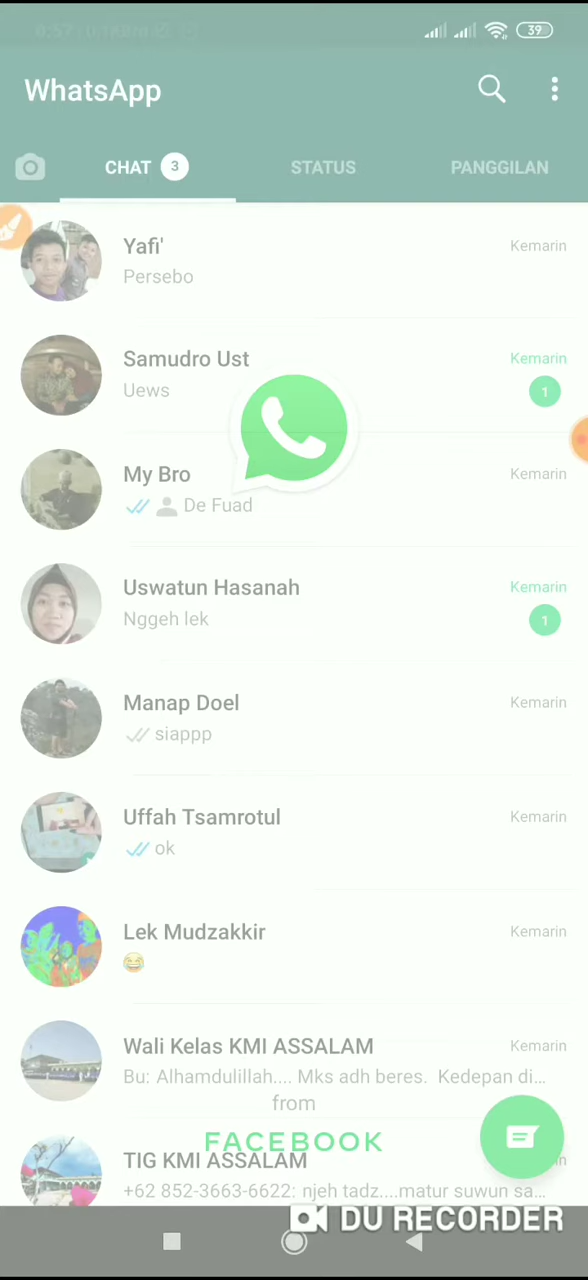 39
WhatsApp
CHAT 3 STATUS PANGGILAN
Yafi' Kemarin
Persebo
Samudro Ust Kemarin
Uews 1
My Bro Kemarin
De Fuad
Uswatun Hasanah Kemarin
Nggeh lek 1
Manap Doel Kemarin
siappp
Uffah Tsamrotul Kemarin
ok
Lek Mudzakkir Kemarin
Wali Kelas KMI ASSALAM Kemarin
Bu: Alhamdulillah.... Mks adh beres. Kedepan di...
from
FACEBOOK
TIG KMI ASSALAM
+62 852-3663-6622: njeh tadz....matur suwun sa...
DU RECORDER